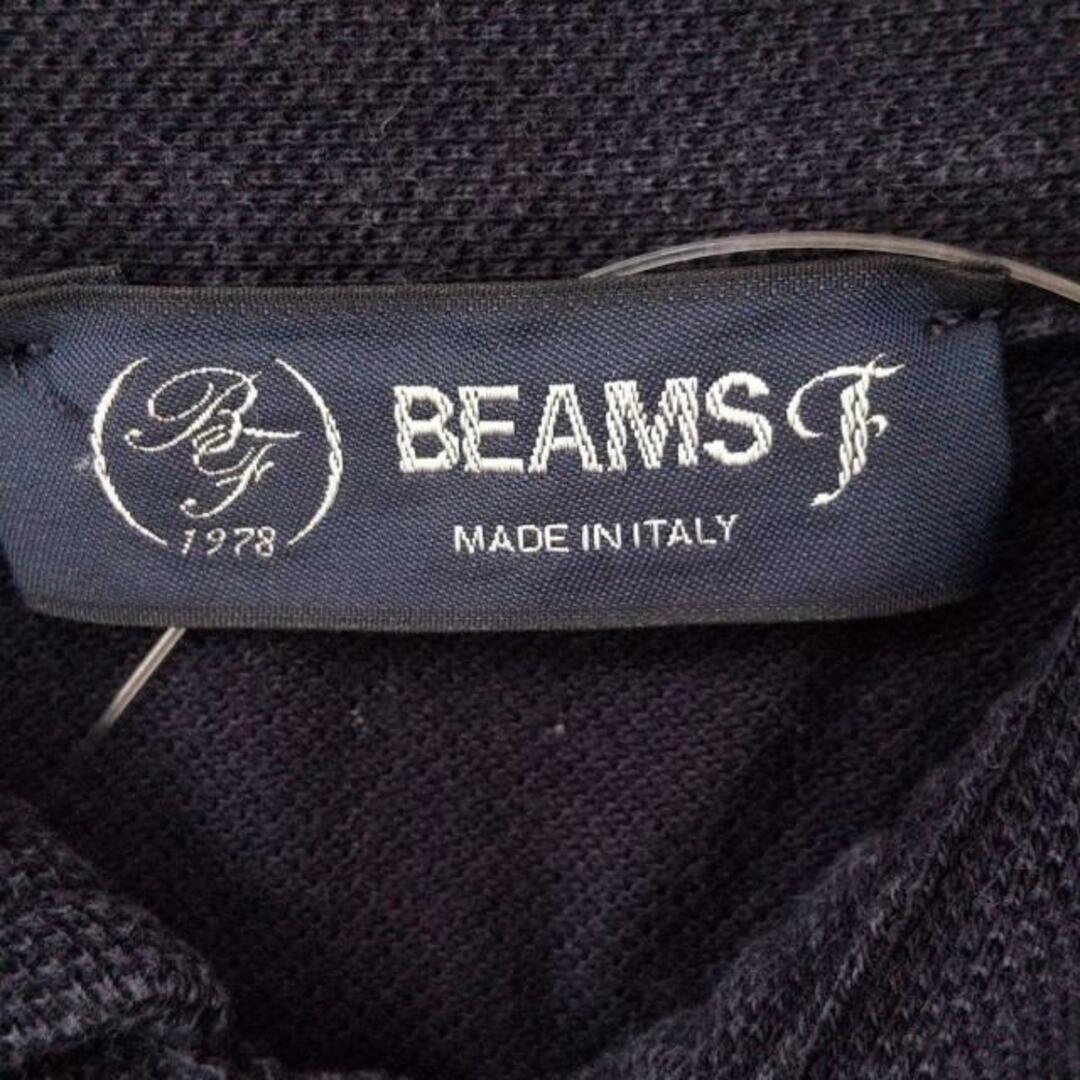 BF
1978
BEAMS F
MADE IN ITALY